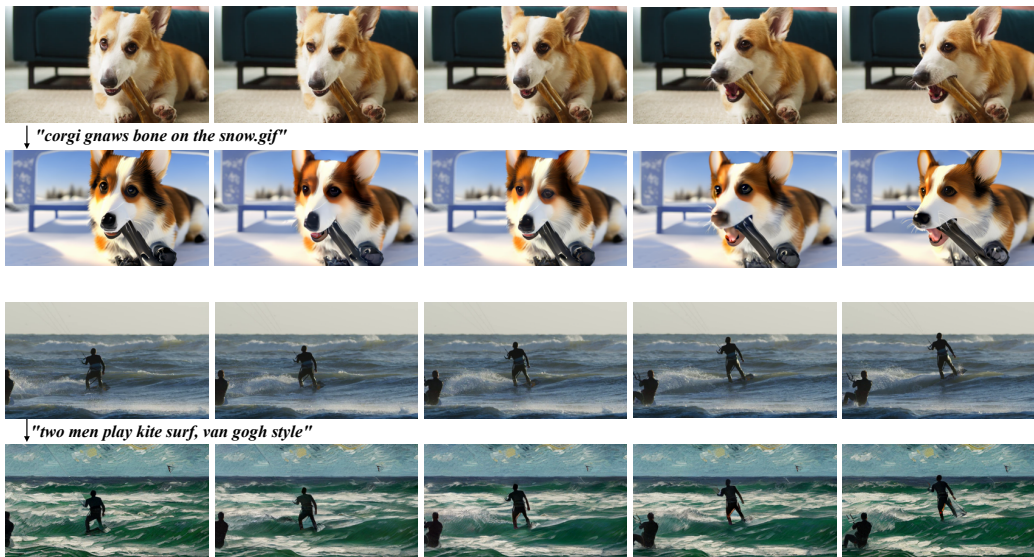 "corgi gnaws bone on the snow.gif"
"two men play kite surf, van gogh style"